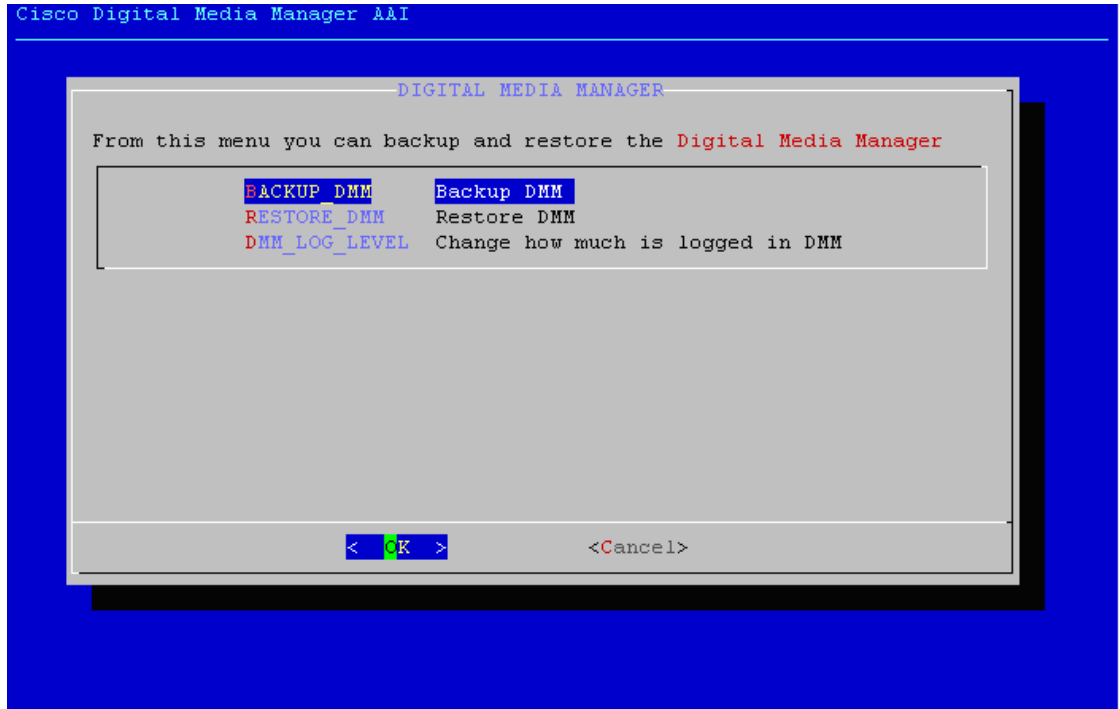 Cisco Digital Media Manager AAI
DIGITAL MEDIA MANAGER
From this menu you can backup and restore the Digital Media Manager
BACKUP_DMM Backup DMM
RESTORE_DMM Restore DMM
DMM_LOG_LEVEL Change how much is logged in DMM
< OK > <Cancel>